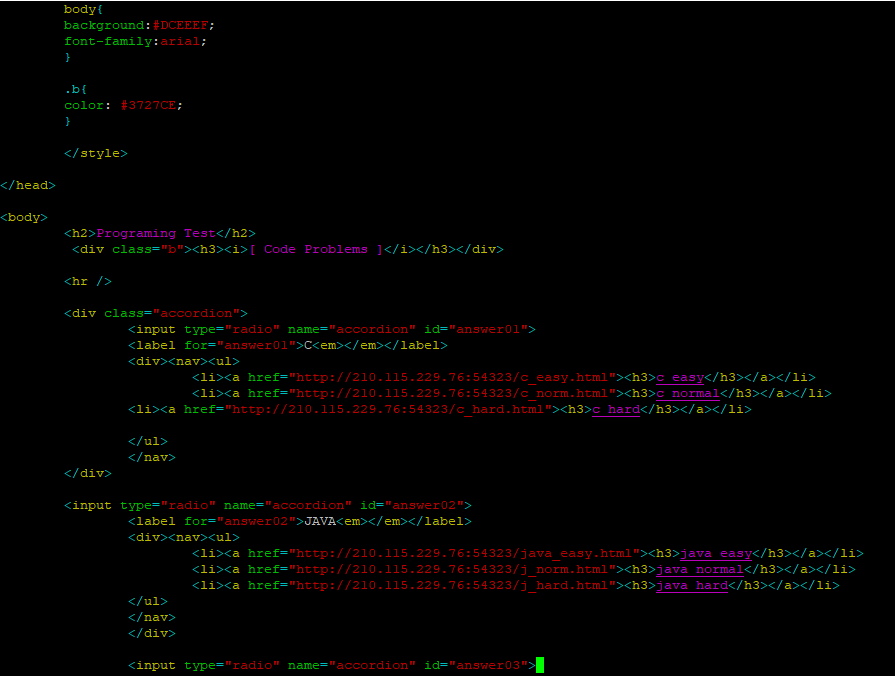 body{
background:#DCEEEF;
font-family:arial;
}
.b{
color: #3727CE;
}
</style>
</head>
<body>
<h2>Programing Test</h2>
<div class="b"><h3><i>[ Code Problems ]</i></h3></div>
<hr />
<div class="accordion">
<input type="radio" name="accordion" id="answer01">
<label for="answer01">C<em></em></label>
<div><nav><ul>
<li><a href="http://210.115.229.76:54323/c_easy.html"><h3>c easy</h3></a></li>
<li><a href="http://210.115.229.76:54323/c_norm.html"><h3>c normal</h3></a></li>
<li><a href="http://210.115.229.76:54323/c_hard.html"><h3>c hard</h3></a></li>
</ul>
</nav>
</div>
<input type="radio" name="accordion" id="answer02">
<label for="answer02">JAVA<em></em></label>
<div><nav><ul>
<li><a href="http://210.115.229.76:54323/java_easy.html"><h3>java easy</h3></a></li>
<li><a href="http://210.115.229.76:54323/j_norm.html"><h3>java normal</h3></a></li>
<li><a href="http://210.115.229.76:54323/j_hard.html"><h3>java hard</h3></a></li>
</ul>
</nav>
</div>
<input type="radio" name="accordion" id="answer03">